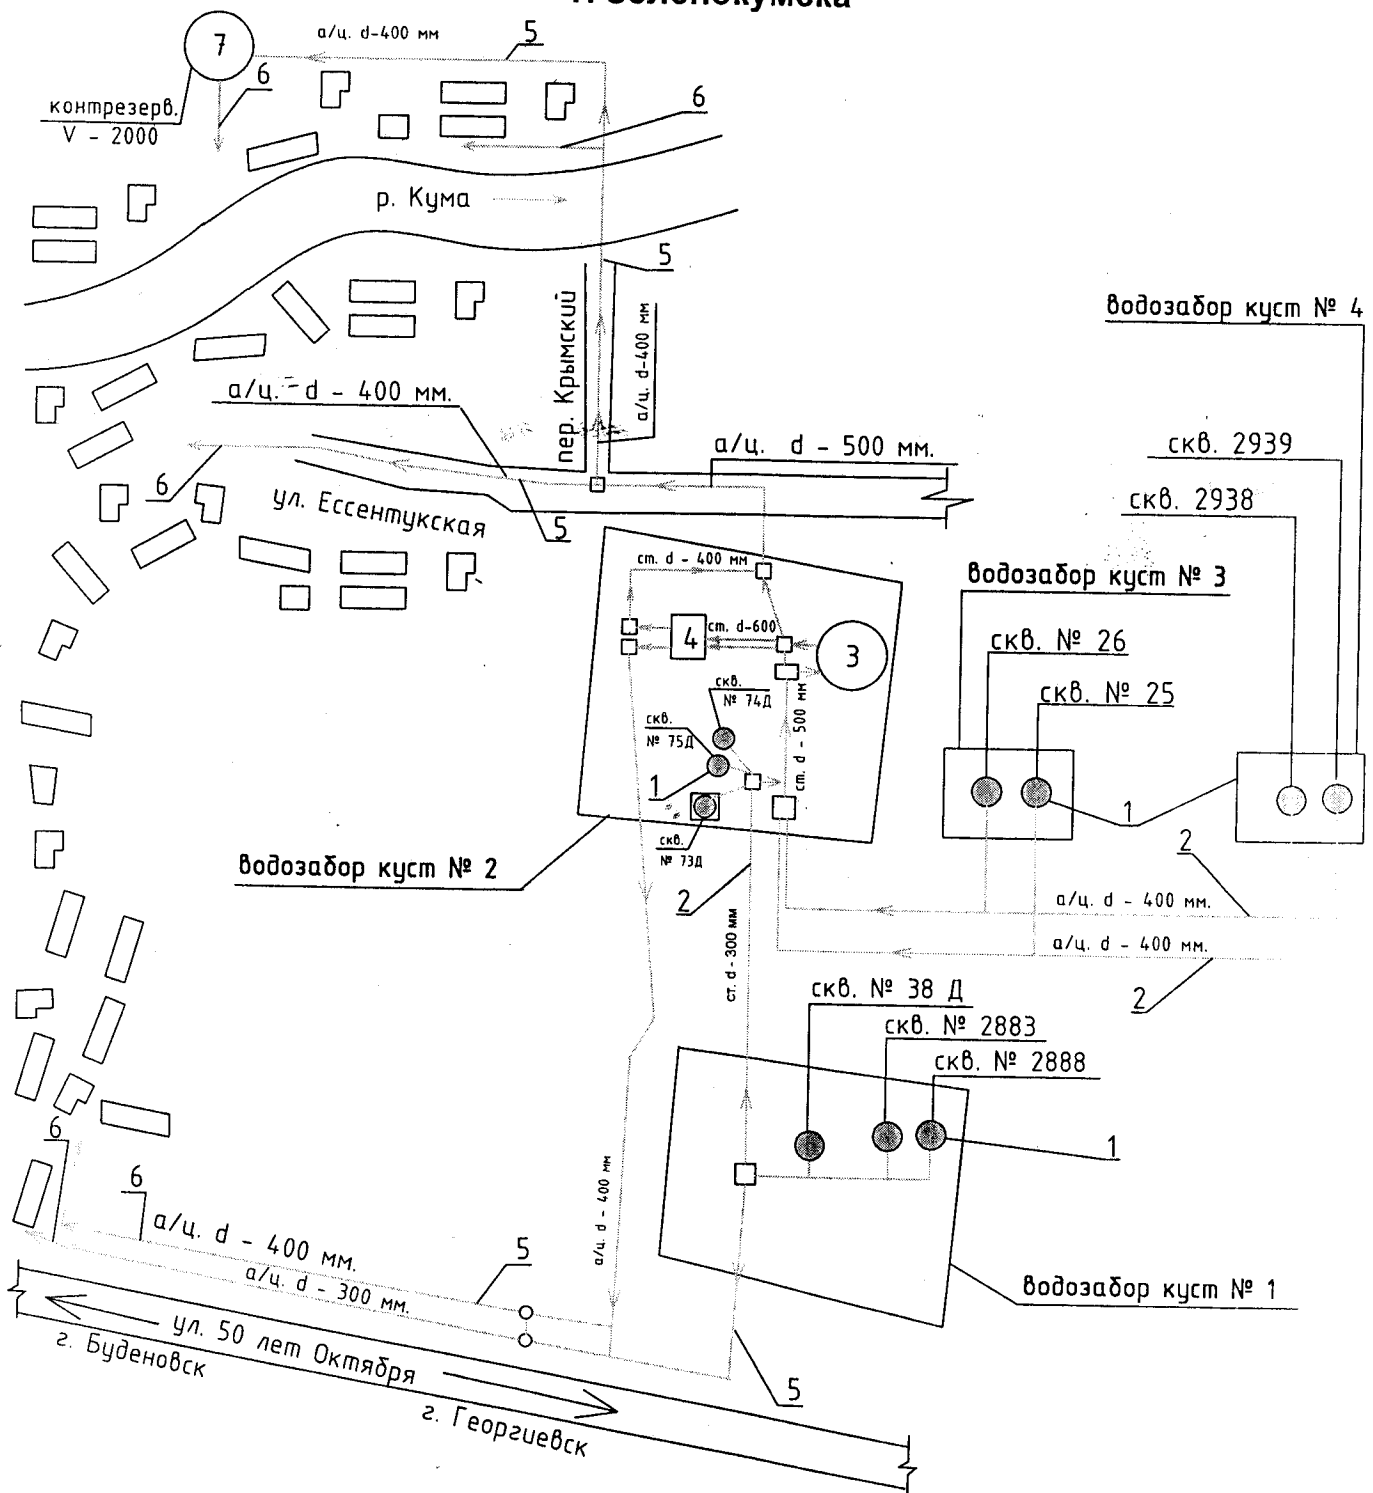 г. Зеленокумска
7
а/ц. d-400 мм
5
6
контрезерв.
V - 2000
6
р. Кума
5
пер. Крымский
а/ц. d-400 мм
водозабор куст № 4
а/ц. d - 400 мм.
а/ц. d - 500 мм.
скв. 2939
скв. 2938
6
ул. Ессентукская
5
ст. d - 400 мм
водозабор куст № 3
4
ст. d-600
3
скв. № 26
скв. № 25
скв.
№ 74Д
скв.
№ 75Д
ст. d - 500 мм
1
1
скв.
№ 73Д
водозабор куст № 2
2
2
а/ц. d - 400 мм.
а/ц. d - 400 мм.
2
ст. d - 300 мм
скв. № 38 Д
скв. № 2883
скв. № 2888
1
6
6
а/ц. d - 400 мм
а/ц. d - 400 мм.
5
а/ц. d - 300 мм.
водозабор куст № 1
ул. 50 лет Октября
г. Буденовск
5
г. Георгиевск